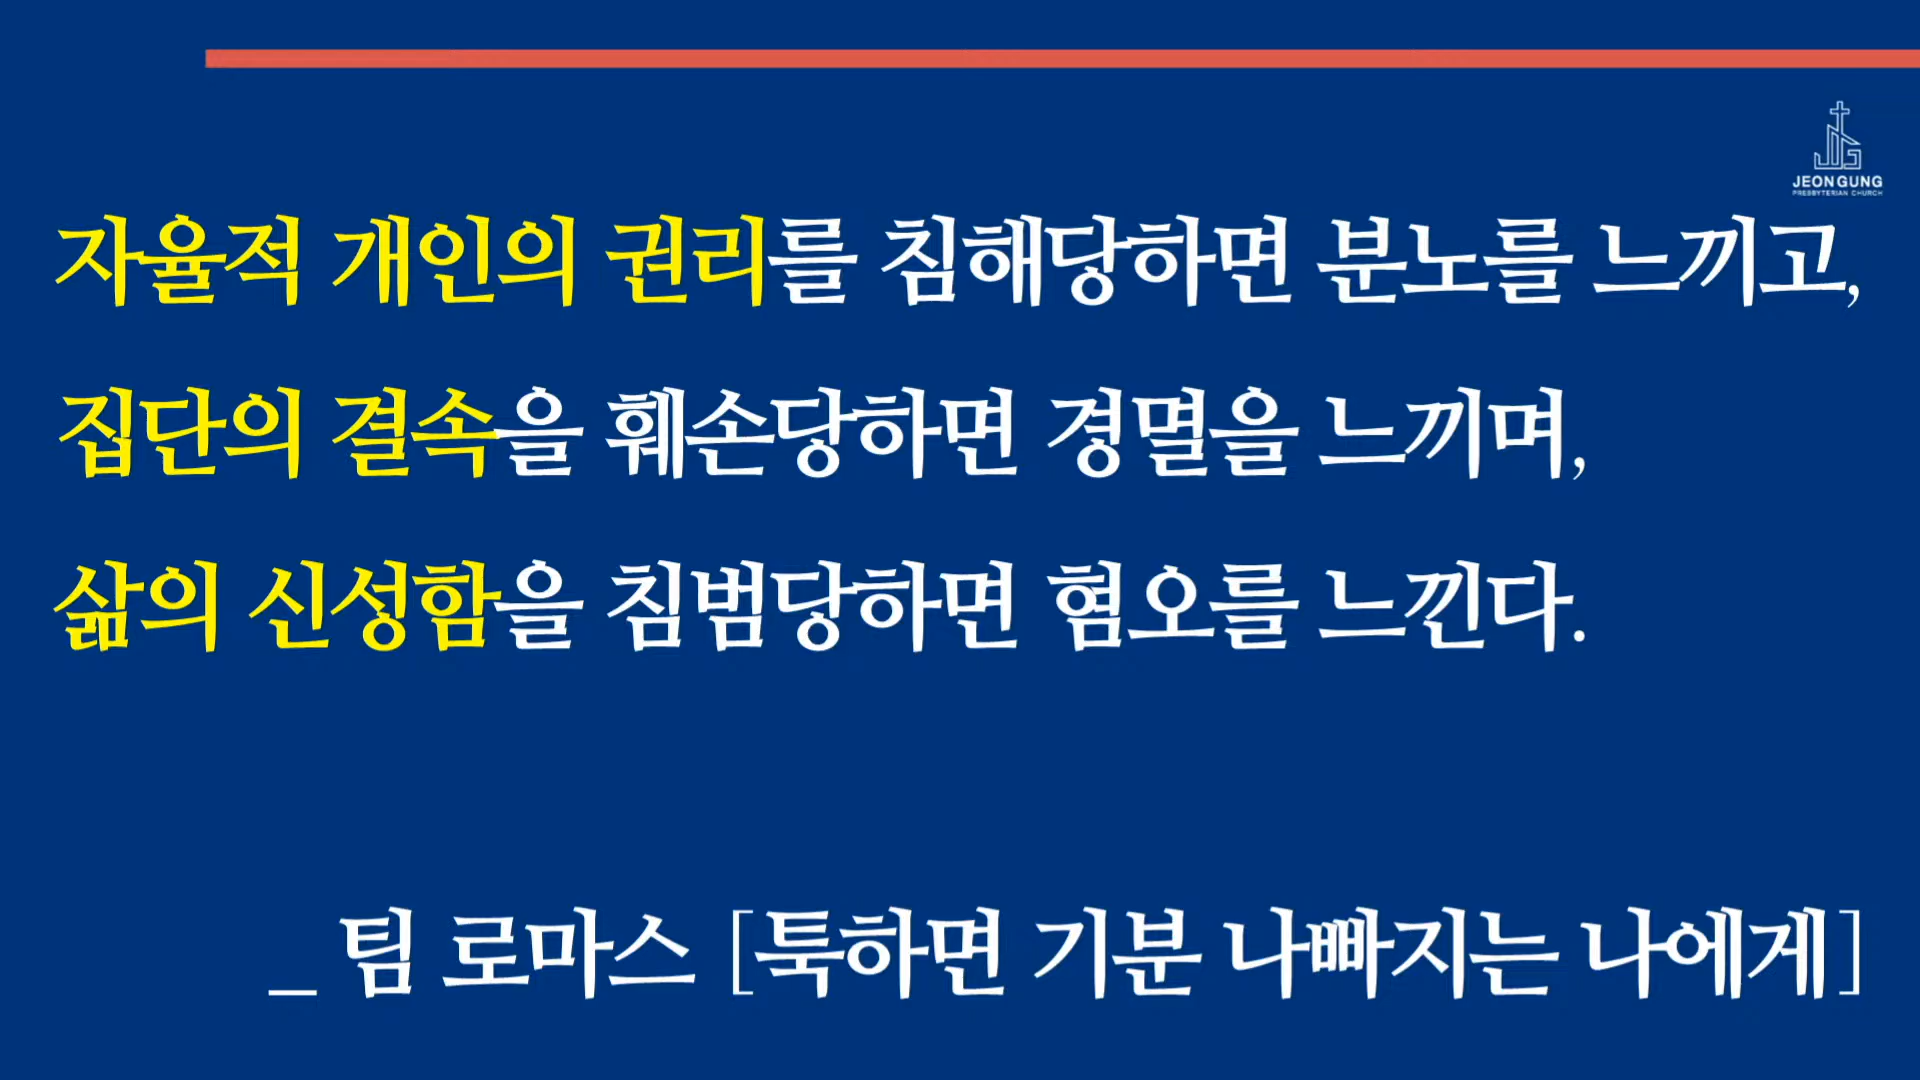 JEONGUNG
PRESBYTERIAN CHURCH
자율적 개인의 권리를 침해당하면 분노를 느끼고,
집단의 결속을 훼손당하면 경멸을 느끼며,
삶의 신성함을 침범당하면 혐오를 느낀다.
_ 팀 로마스 [툭하면 기분 나빠지는 나에게]